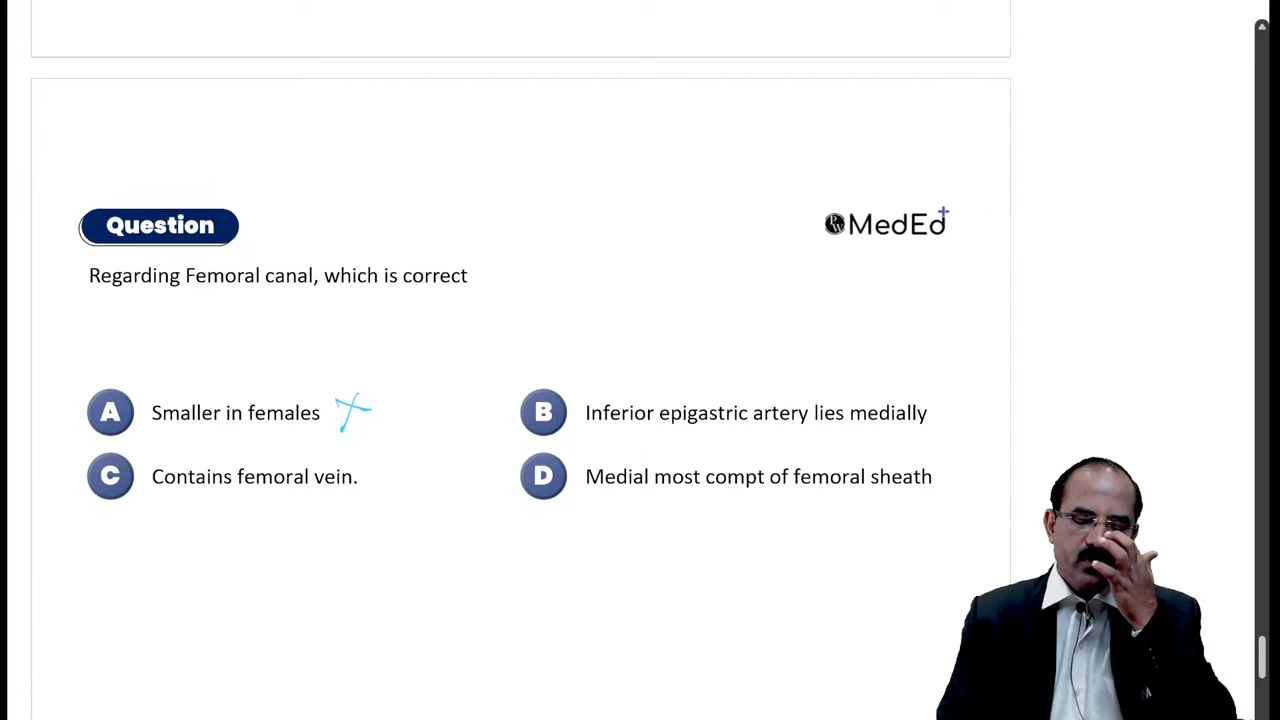 Question
PW MedEd+
Regarding Femoral canal, which is correct
A Smaller in females
B Inferior epigastric artery lies medially
C Contains femoral vein.
D Medial most compt of femoral sheath